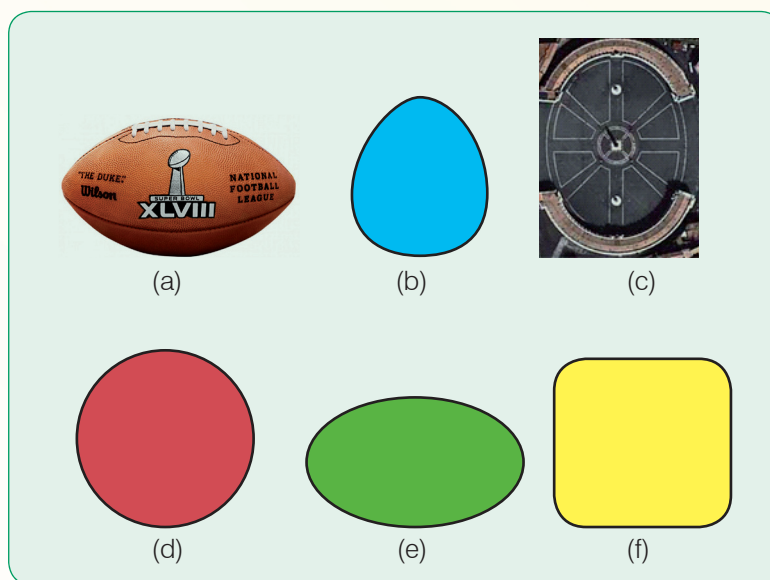 "THE DUKE"
Wilson
NATIONAL
FOOTBALL
LEAGUE
SUPER BOWL
XLVIII
(a)
(b)
(c)
(d)
(e)
(f)